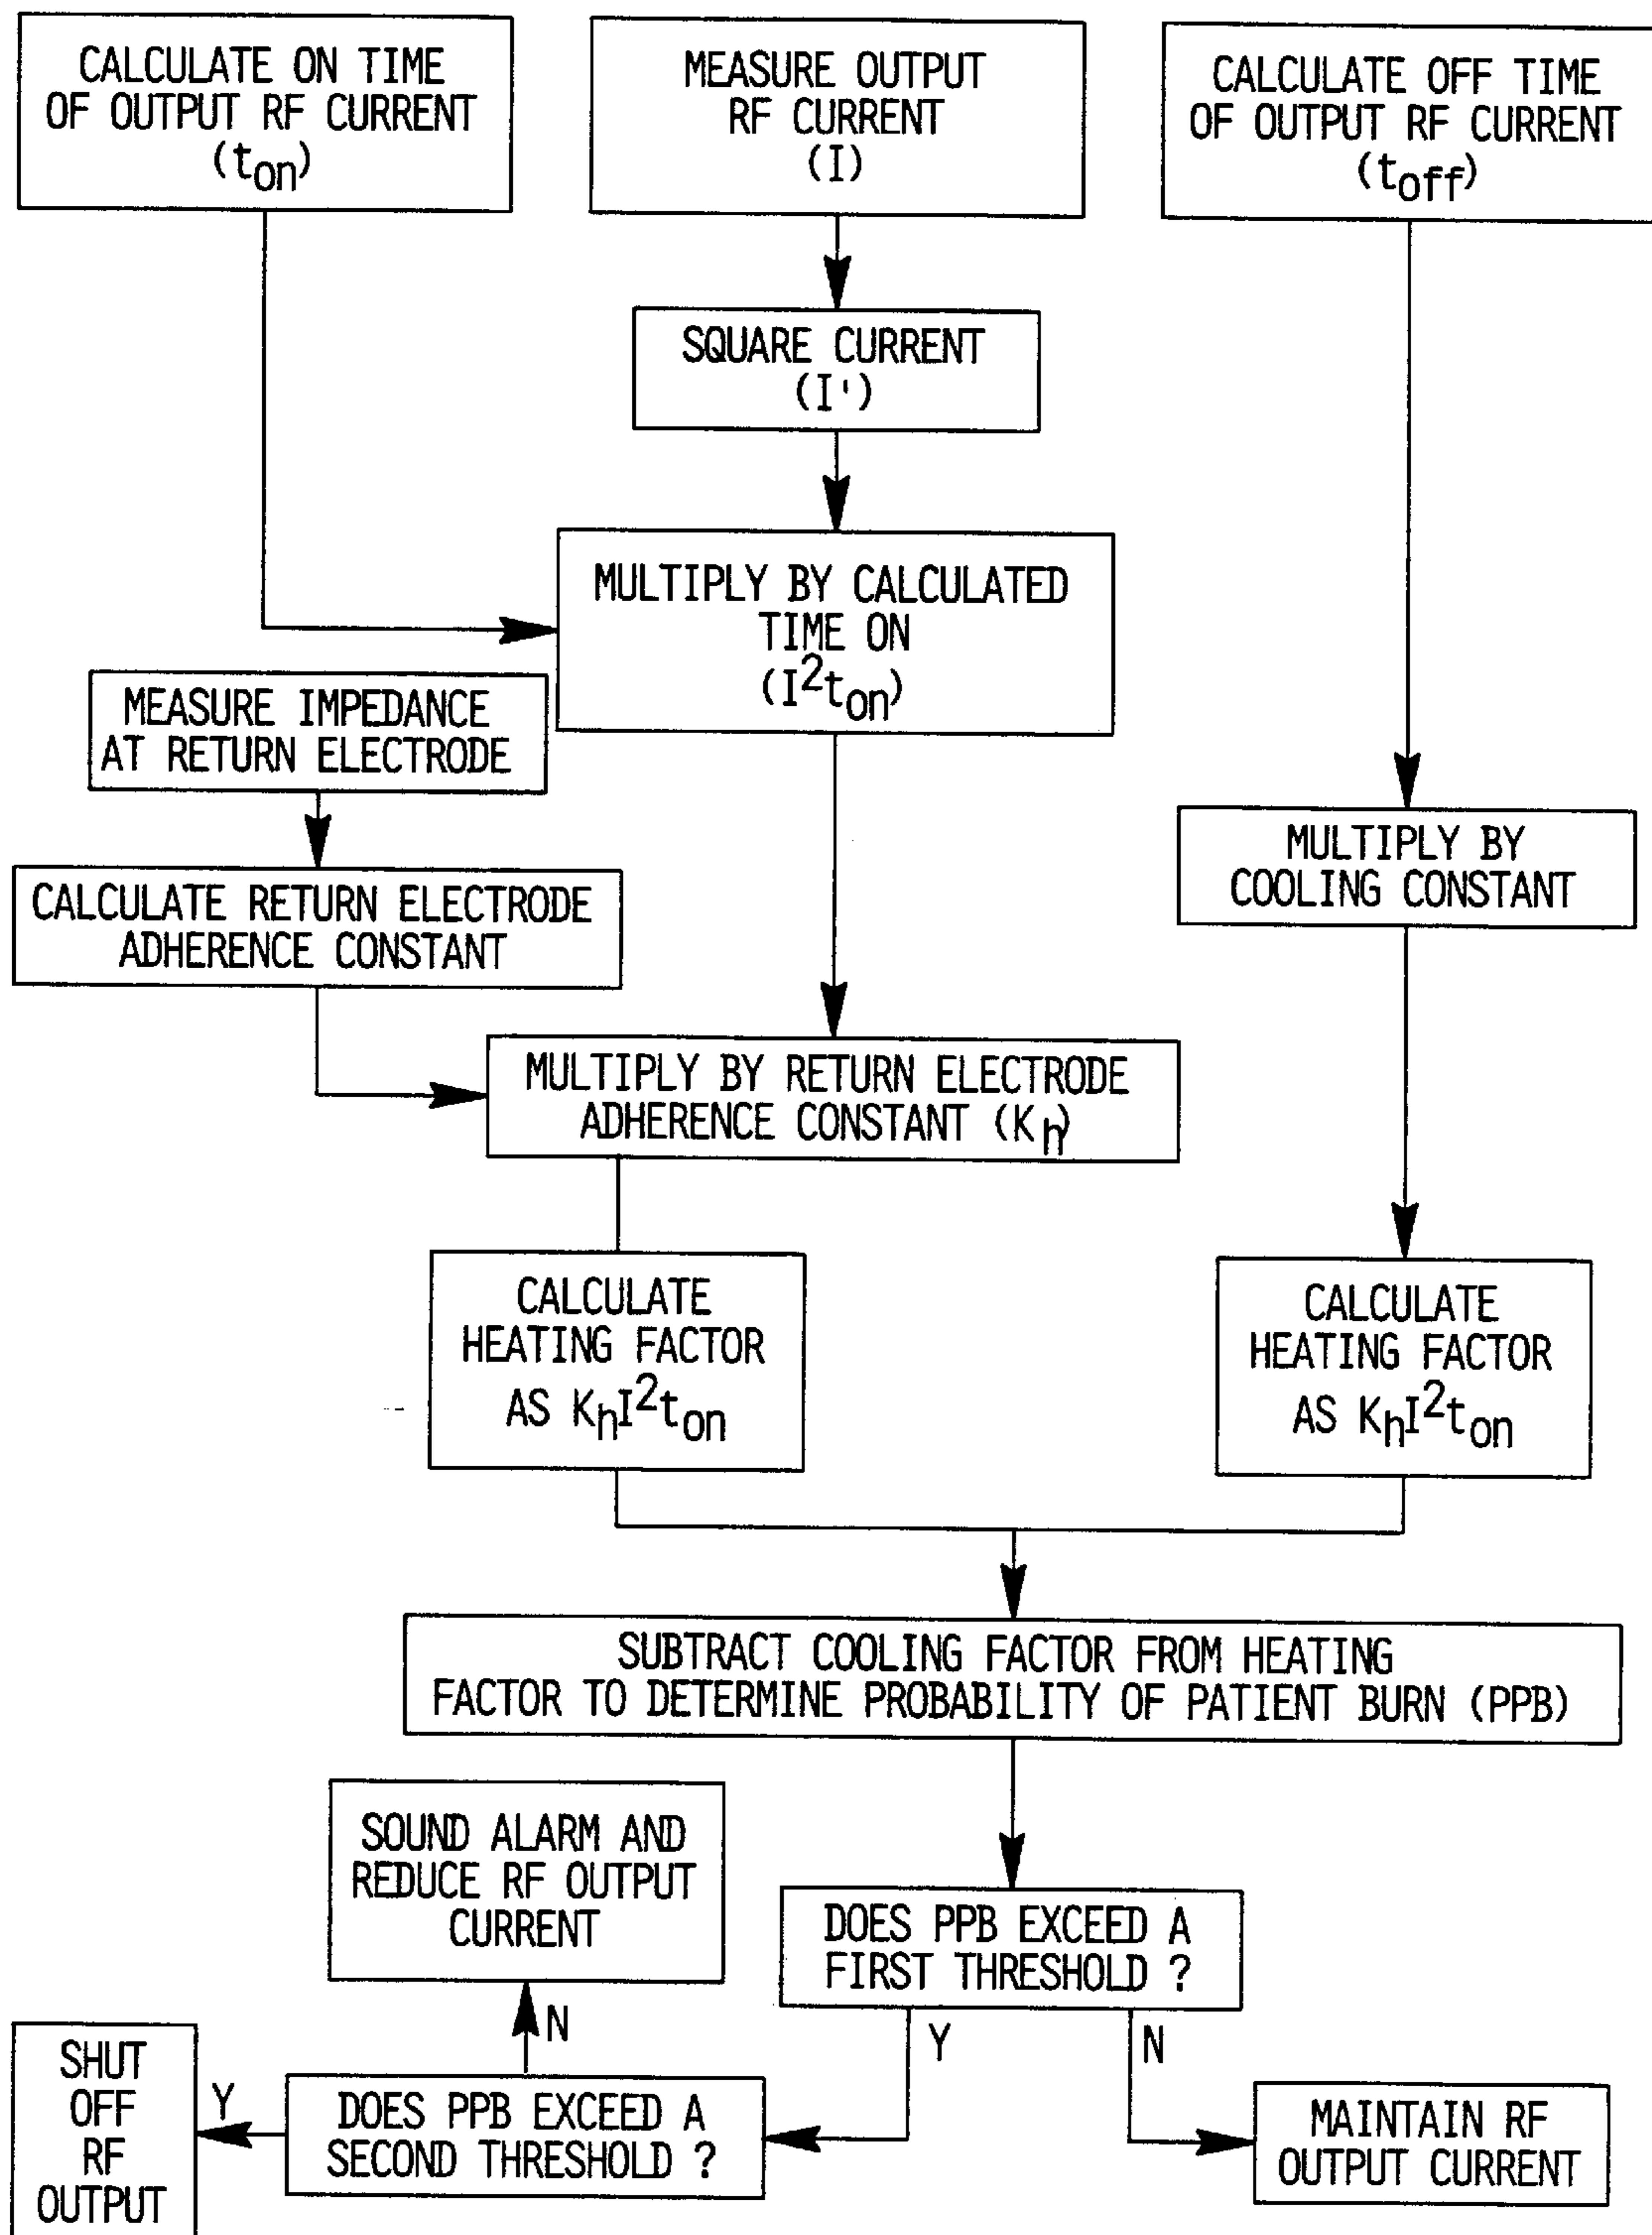 CALCULATE ON TIME
OF OUTPUT RF CURRENT
(t_on)
MEASURE OUTPUT
RF CURRENT
(I)
CALCULATE OFF TIME
OF OUTPUT RF CURRENT
(t_off)
SQUARE CURRENT
(I')
MULTIPLY BY CALCULATED
TIME ON
(I²t_on)
MEASURE IMPEDANCE
AT RETURN ELECTRODE
MULTIPLY BY
COOLING CONSTANT
CALCULATE RETURN ELECTRODE
ADHERENCE CONSTANT
MULTIPLY BY RETURN ELECTRODE
ADHERENCE CONSTANT (K_h)
CALCULATE
HEATING FACTOR
AS K_hI²t_on
CALCULATE
HEATING FACTOR
AS K_hI²t_on
SUBTRACT COOLING FACTOR FROM HEATING
FACTOR TO DETERMINE PROBABILITY OF PATIENT BURN (PPB)
SOUND ALARM AND
REDUCE RF OUTPUT
CURRENT
DOES PPB EXCEED A
FIRST THRESHOLD ?
N
Y
N
SHUT
OFF
RF
OUTPUT
Y
DOES PPB EXCEED A
SECOND THRESHOLD ?
MAINTAIN RF
OUTPUT CURRENT